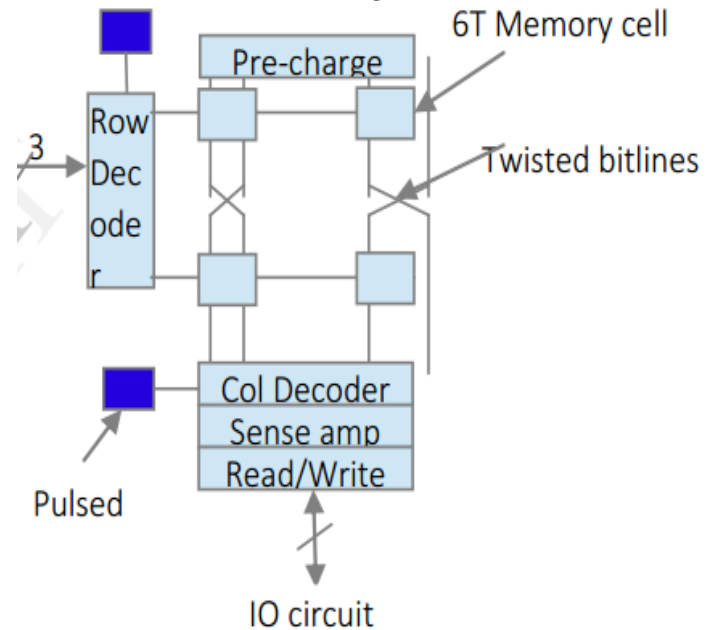 6T Memory cell
Pre-charge
Row
Dec
ode
r
3
Twisted bitlines
Col Decoder
Sense amp
Read/Write
Pulsed
IO circuit